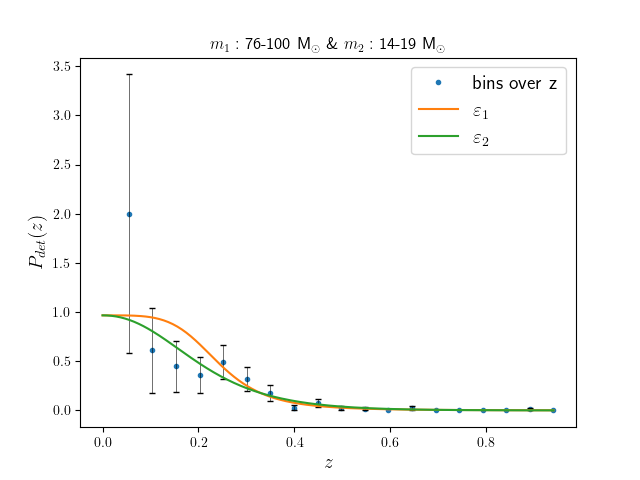 m₁ : 76-100 M⊙ & m₂ : 14-19 M⊙
bins over z
ε₁
ε₂
P_det(z)
3.5
3.0
2.5
2.0
1.5
1.0
0.5
0.0
0.0 0.2 0.4 0.6 0.8
z